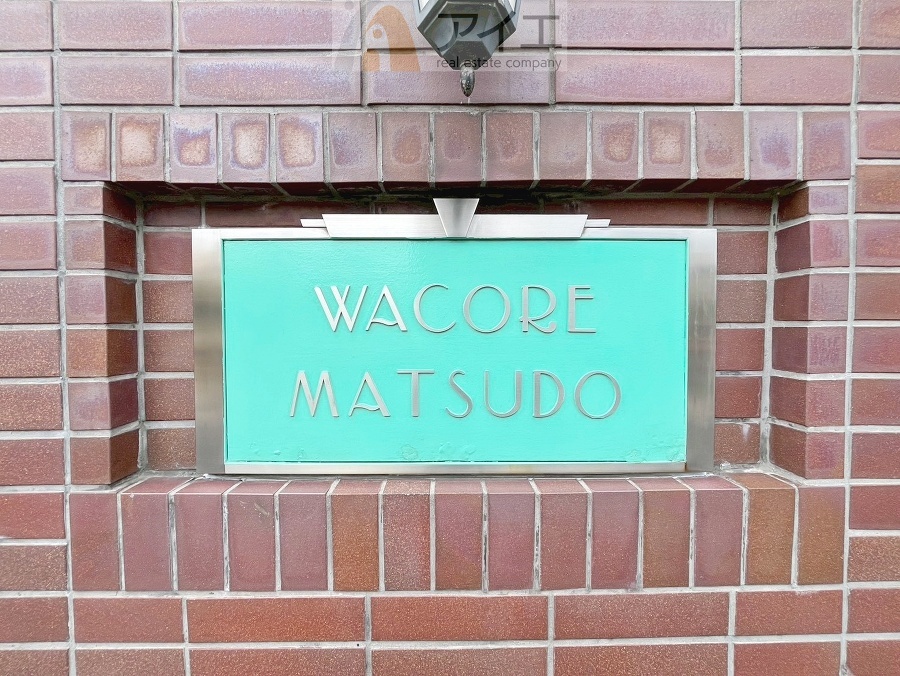 アイエ
real estate company
WACORE
MATSUDO